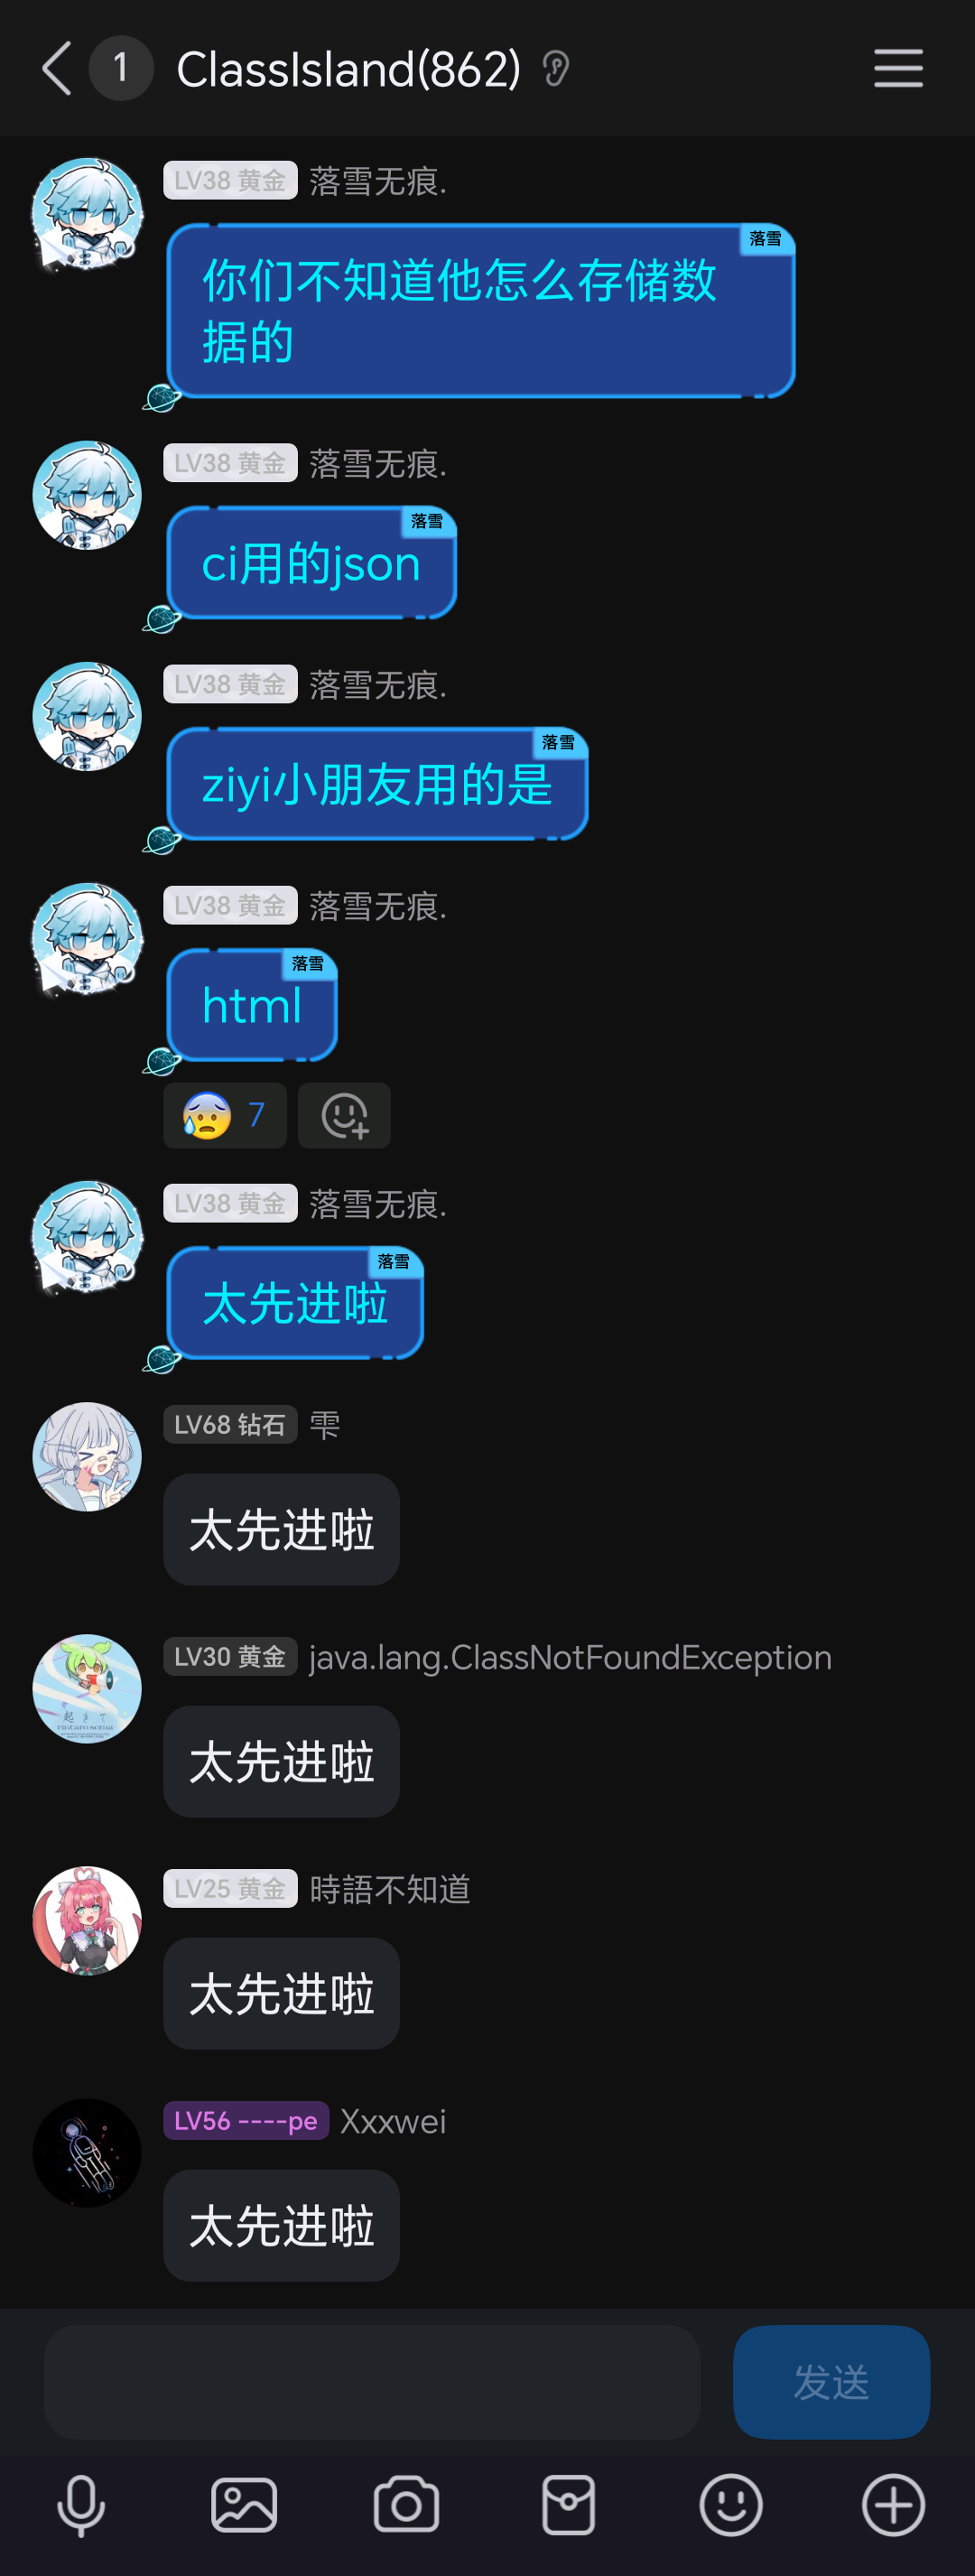 1 ClassIsland(862)
LV38 黄金 落雪无痕.
落雪
你们不知道他怎么存储数
据的
LV38 黄金 落雪无痕.
落雪
ci用的json
LV38 黄金 落雪无痕.
落雪
ziyi小朋友用的是
LV38 黄金 落雪无痕.
落雪
html
7
LV38 黄金 落雪无痕.
落雪
太先进啦
LV68 钻石 雫
太先进啦
LV30 黄金 java.lang.ClassNotFoundException
起きて
rintaro soma
太先进啦
LV25 黄金 時語不知道
太先进啦
LV56 ----pe Xxxwei
太先进啦
发送